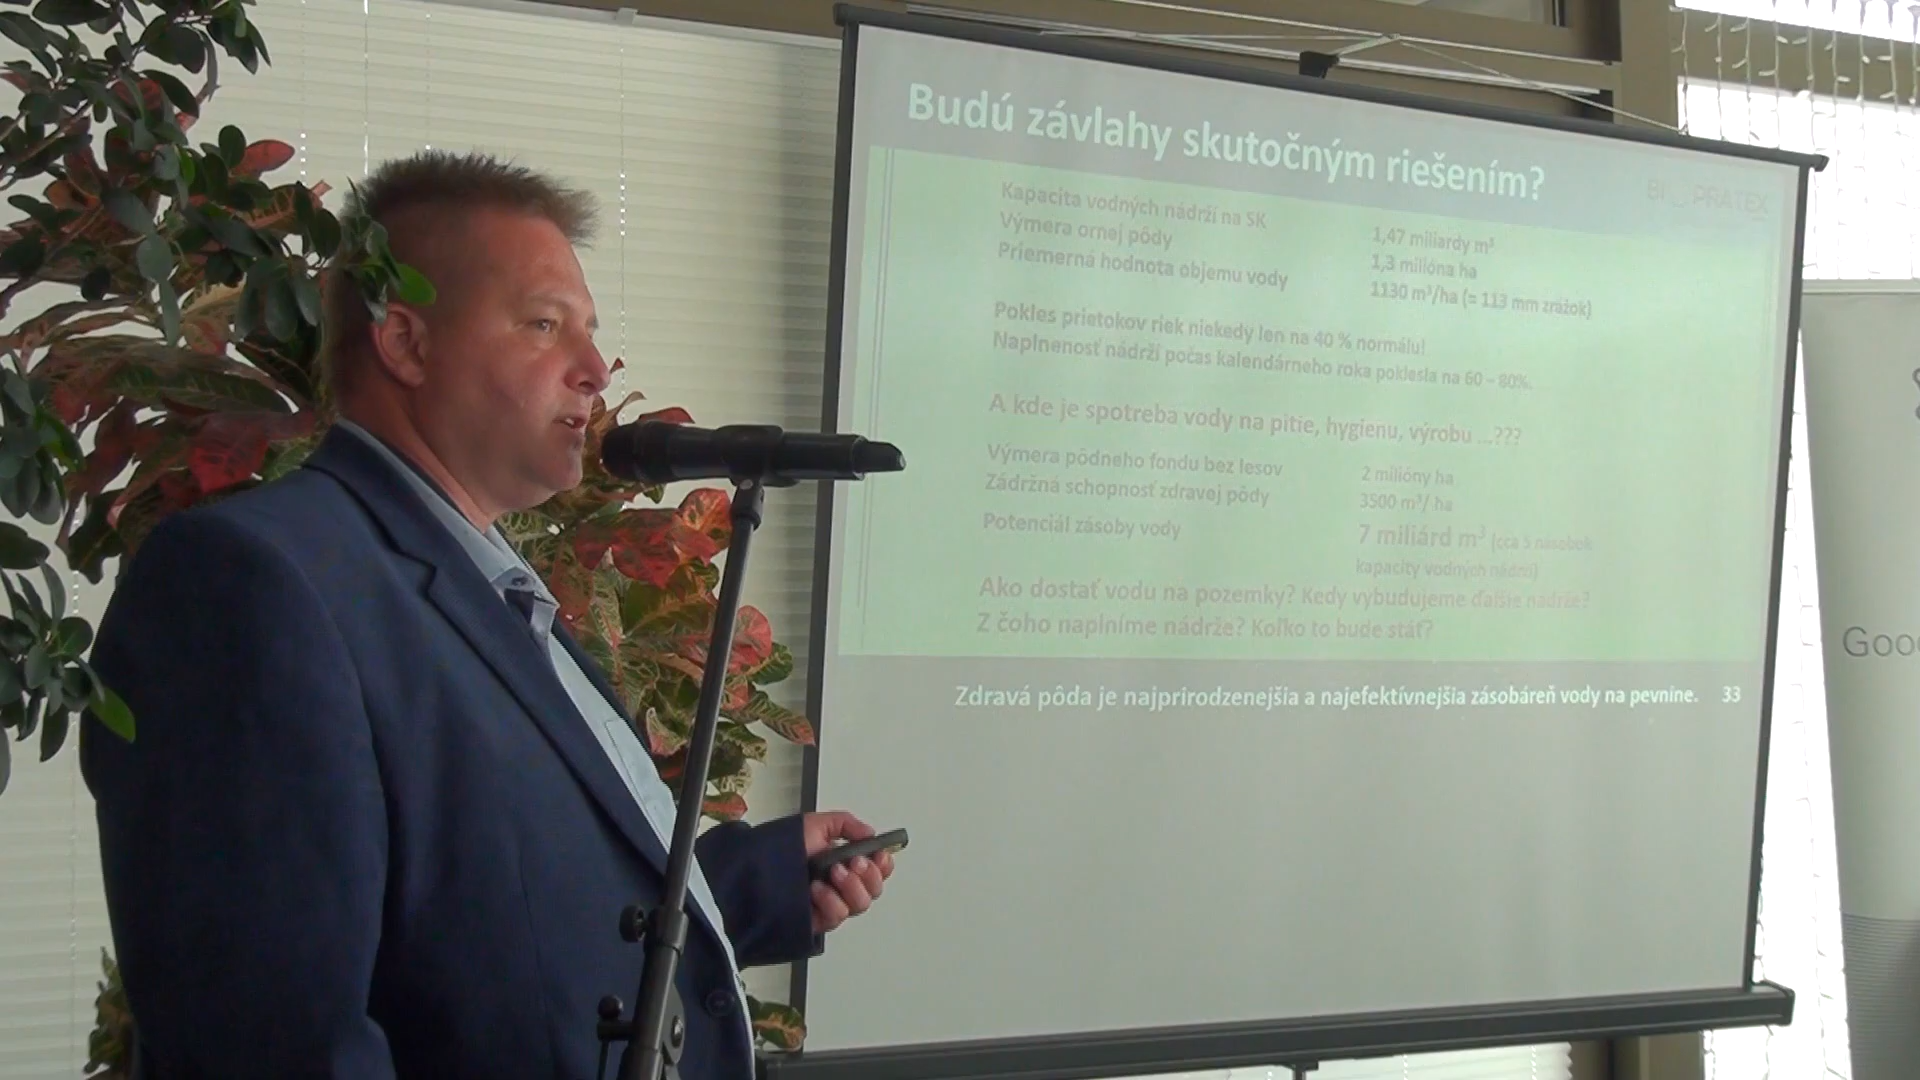 Budú závlahy skutočným riešením?
BIOPRATEX
Kapacita vodných nádrží na SK 1,47 miliardy m³
Výmera ornej pôdy 1,3 milióna ha
Priemerná hodnota objemu vody 1130 m³/ha (= 113 mm zrážok)
Pokles prietokov riek niekedy len na 40 % normálu!
Naplnenosť nádrží počas kalendárneho roka poklesla na 60 – 80%.
A kde je spotreba vody na pitie, hygienu, výrobu ...???
Výmera pôdneho fondu bez lesov 2 milióny ha
Zádržná schopnosť zdravej pôdy 3500 m³/ ha
Potenciál zásoby vody 7 miliárd m³ (cca 5 násobok
kapacity vodných nádrží)
Ako dostať vodu na pozemky? Kedy vybudujeme ďalšie nádrže?
Z čoho naplníme nádrže? Koľko to bude stáť?
Zdravá pôda je najprirodzenejšia a najefektívnejšia zásobáreň vody na pevnine. 33